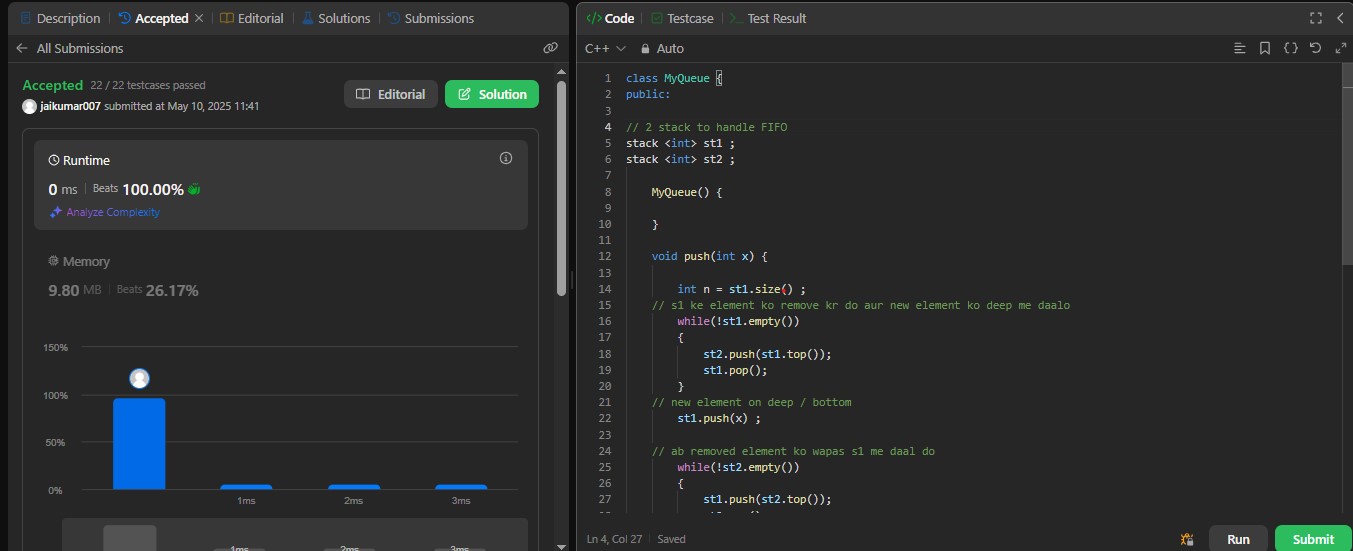 Description
Accepted
Editorial
Solutions
Submissions
All Submissions
Accepted 22 / 22 testcases passed
jaikumar007 submitted at May 10, 2025 11:41
Editorial
Solution
Runtime
0 ms | Beats 100.00%
Analyze Complexity
Memory
9.80 MB | Beats 26.17%
150%
100%
50%
0%
1ms 2ms 3ms
1ms 2ms 3ms
</> Code
Testcase
>_ Test Result
C++
Auto
1 class MyQueue {
2 public:
3
4 // 2 stack to handle FIFO
5 stack <int> st1 ;
6 stack <int> st2 ;
7
8 MyQueue() {
9
10 }
11
12 void push(int x) {
13
14 int n = st1.size() ;
15 // s1 ke element ko remove kr do aur new element ko deep me daalo
16 while(!st1.empty())
17 {
18 st2.push(st1.top());
19 st1.pop();
20 }
21 // new element on deep / bottom
22 st1.push(x) ;
23
24 // ab removed element ko wapas s1 me daal do
25 while(!st2.empty())
26 {
27 st1.push(st2.top());
Ln 4, Col 27 | Saved
Run
Submit